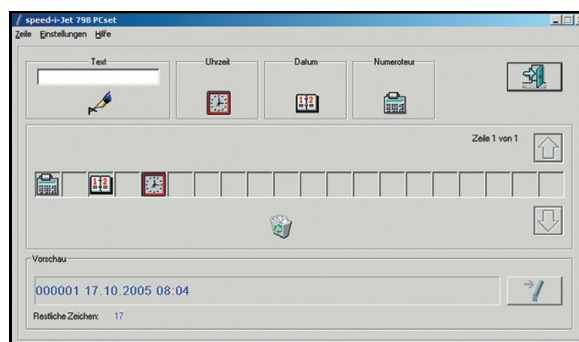 speed-i-Jet 798 PCset
Zeile Einstellungen Hilfe
Text Uhrzeit Datum Numeroteur
Zeile 1 von 1
Vorschau
000001 17.10.2005 08:04
Restliche Zeichen: 17